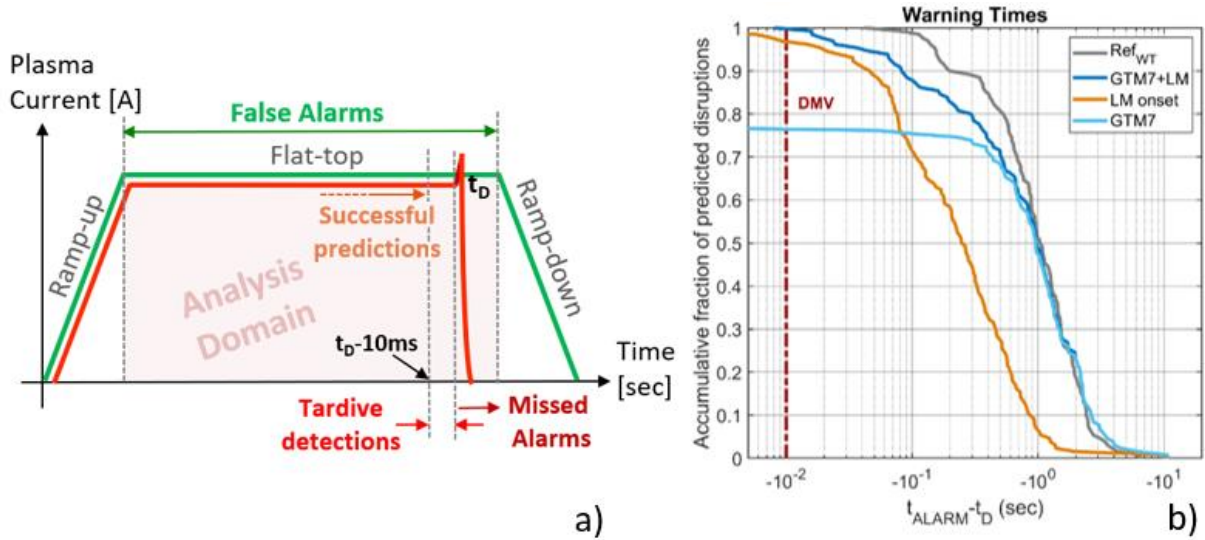 Plasma
Current [A]
False Alarms
Flat-top
t_D
Successful
predictions
Ramp-up
Ramp-down
Analysis
Domain
t_D-10ms
Time
[sec]
Tardive
detections
Missed
Alarms
a)
Warning Times
Accumulative fraction of predicted disruptions
1
0.9
0.8
0.7
0.6
0.5
0.4
0.3
0.2
0.1
0
DMV
Ref_WT
GTM7+LM
LM onset
GTM7
-10^-2
-10^-1
-10^0
-10^1
t_ALARM-t_D (sec)
b)